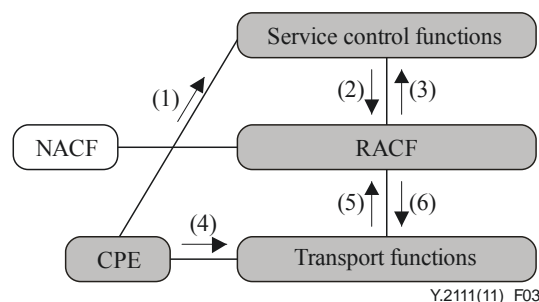 Service control functions
(1)
(2)
(3)
NACF
RACF
(4)
(5)
(6)
CPE
Transport functions
Y.2111(11)_F03